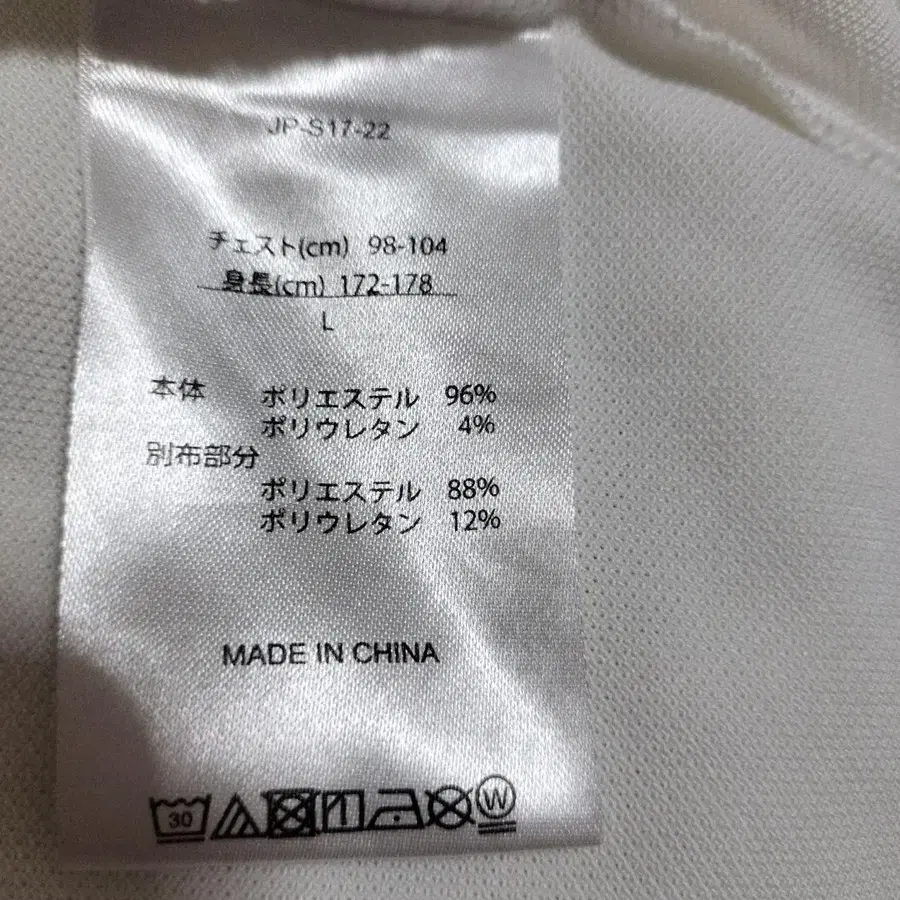 JP-S17-22
チェスト(cm) 98-104
身長(cm) 172-178
L
本体 ポリエステル 96%
ポリウレタン 4%
別布部分
ポリエステル 88%
ポリウレタン 12%
MADE IN CHINA
30 W